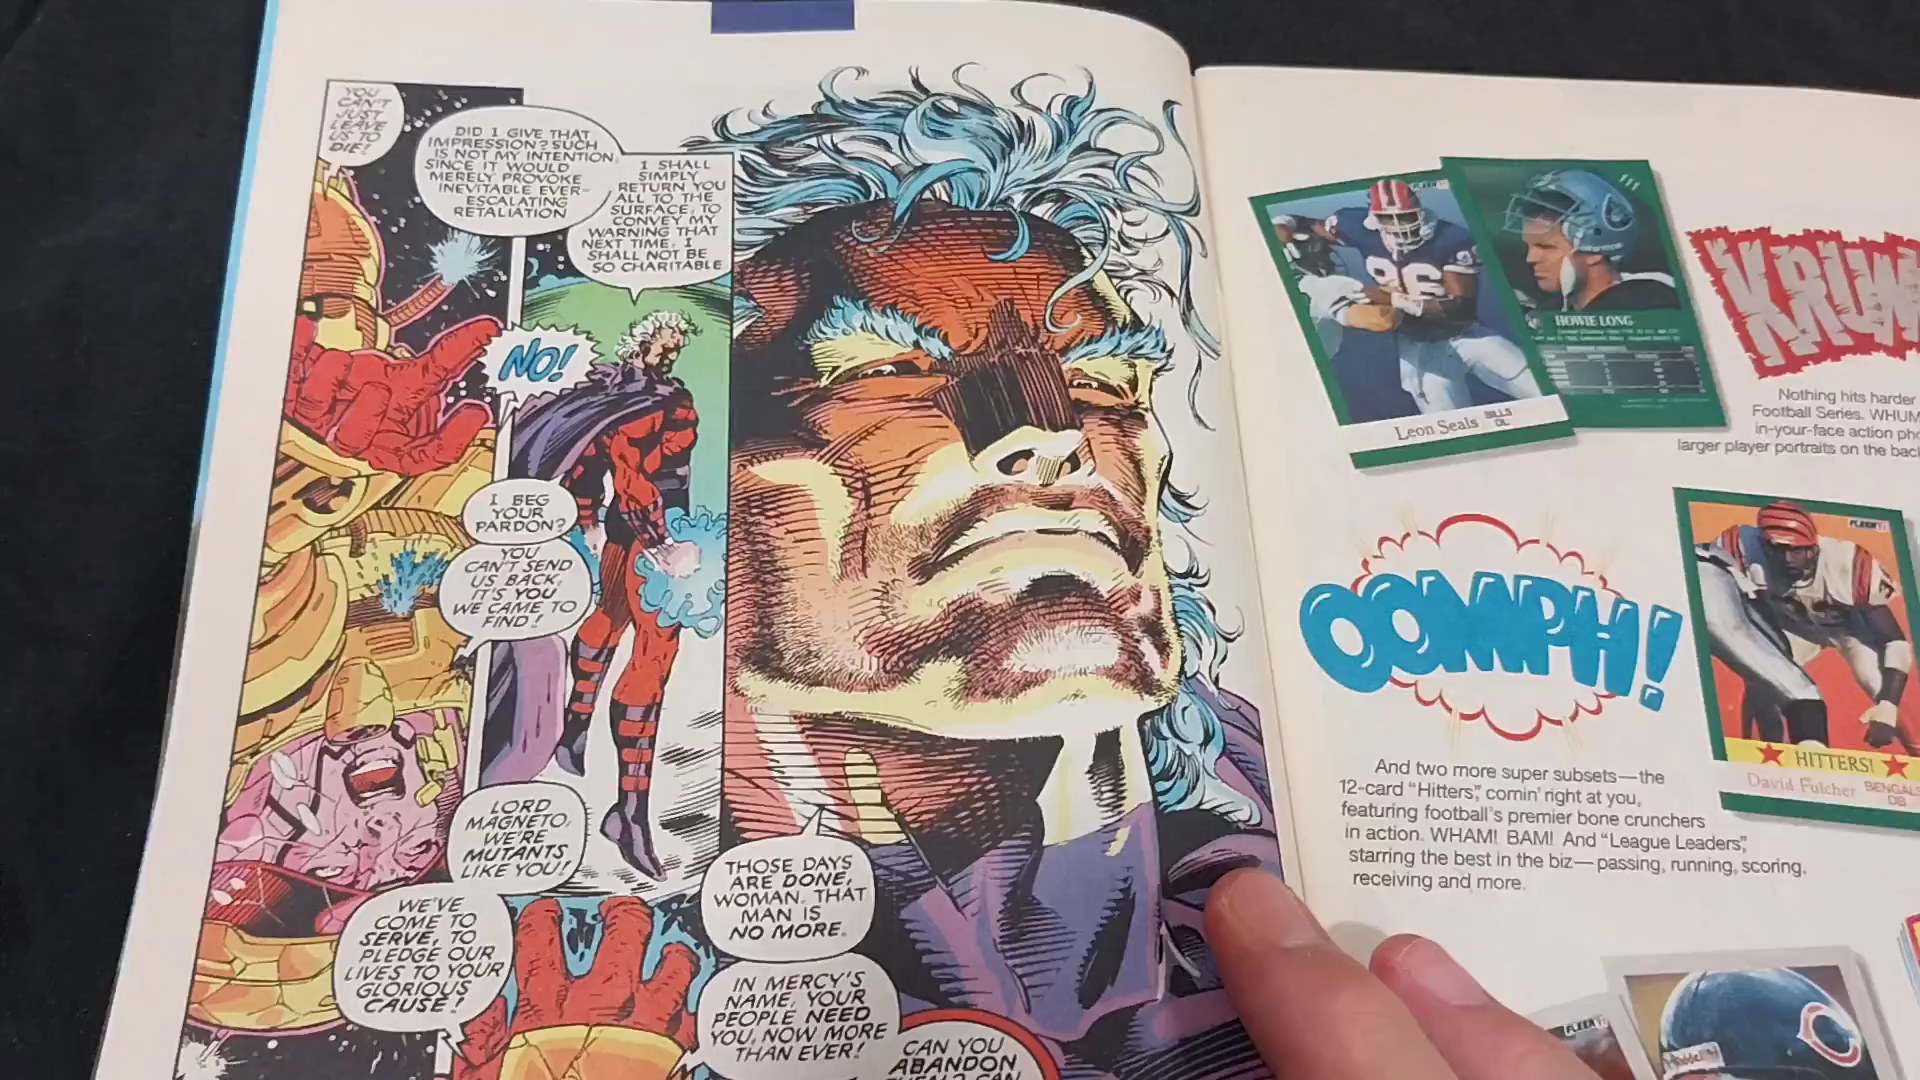 YOU
CAN'T
JUST
LEAVE
US TO
DIE!
DID I GIVE THAT
IMPRESSION? SUCH
IS NOT MY INTENTION,
SINCE IT WOULD
MERELY PROVOKE
INEVITABLE EVER-
ESCALATING
RETALIATION
I SHALL
SIMPLY
RETURN YOU
ALL TO THE
SURFACE, TO
CONVEY MY
WARNING THAT
NEXT TIME, I
SHALL NOT BE
SO CHARITABLE
NO!
I BEG
YOUR
PARDON?
YOU
CAN'T SEND
US BACK,
IT'S YOU
WE CAME TO
FIND!
LORD
MAGNETO,
WE'RE
MUTANTS
LIKE YOU!
WE'VE
COME TO
SERVE, TO
PLEDGE OUR
LIVES TO YOUR
GLORIOUS
CAUSE!
THOSE DAYS
ARE DONE,
WOMAN. THAT
MAN IS
NO MORE.
IN MERCY'S
NAME, YOUR
PEOPLE NEED
YOU, NOW MORE
THAN EVER!
CAN YOU
ABANDON
96
Leon Seals BILLS
DL
111
HOWIE LONG
Nothing hits harder
Football Series. WHUM
in-your-face action
larger player portraits on the back
OOMPH!
FLEER
HITTERS!
David Fulcher BENGALS
DB
And two more super subsets—the
12-card "Hitters", comin' right at you,
featuring football's premier bone crunchers
in action. WHAM! BAM! And "League Leaders",
starring the best in the biz—passing, running, scoring,
receiving and more.
FLEER